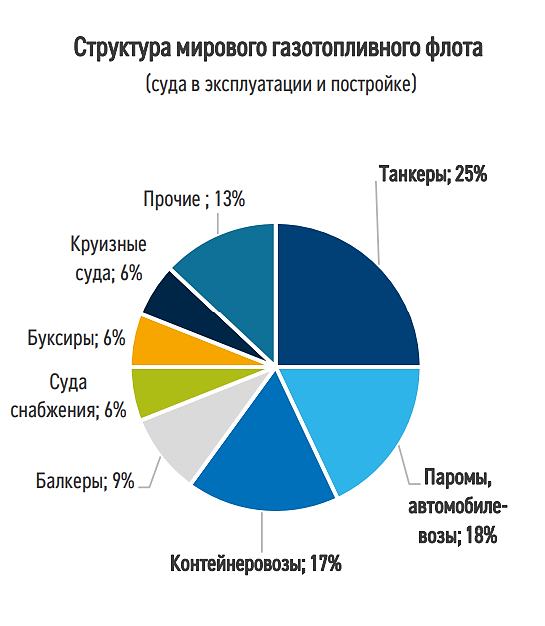 Структура мирового газотопливного флота
(суда в эксплуатации и постройке)
Танкеры; 25%
Прочие ; 13%
Круизные
суда; 6%
Буксиры; 6%
Суда
снабжения; 6%
Балкеры; 9%
Паромы,
автомобиле-
возы; 18%
Контейнеровозы; 17%